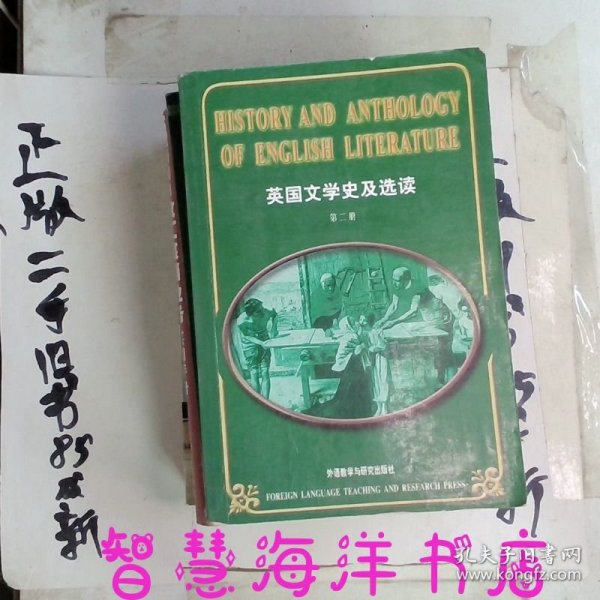 HISTORY AND ANTHOLOGY
OF ENGLISH LITERATURE
英国文学史及选读
第二册
外语教学与研究出版社
FOREIGN LANGUAGE TEACHING AND RESEARCH PRESS
正版二手旧书85成新
智慧海洋书店
孔夫子旧书网
www.kongfz.com